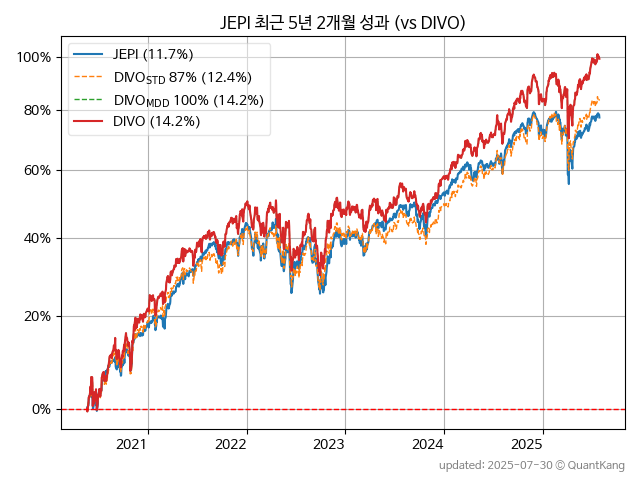 JEPI 최근 5년 2개월 성과 (vs DIVO)
JEPI (11.7%)
DIVO_STD 87% (12.4%)
DIVO_MDD 100% (14.2%)
DIVO (14.2%)
100%
80%
60%
40%
20%
0%
2021 2022 2023 2024 2025
updated: 2025-07-30 © QuantKang